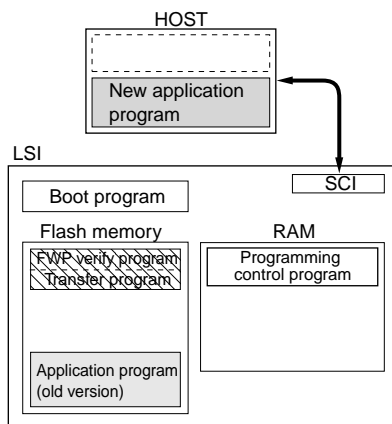 HOST
New application
program
LSI
SCI
Boot program
Flash memory
RAM
FWP verify program
Transfer program
Programming
control program
Application program
(old version)